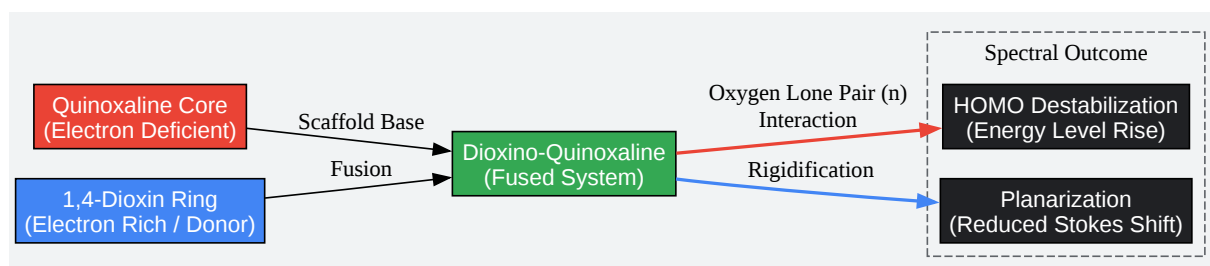 Quinoxaline Core
(Electron Deficient)
1,4-Dioxin Ring
(Electron Rich / Donor)
Scaffold Base
Fusion
Dioxino-Quinoxaline
(Fused System)
Oxygen Lone Pair (n)
Interaction
Rigidification
Spectral Outcome
HOMO Destabilization
(Energy Level Rise)
Planarization
(Reduced Stokes Shift)